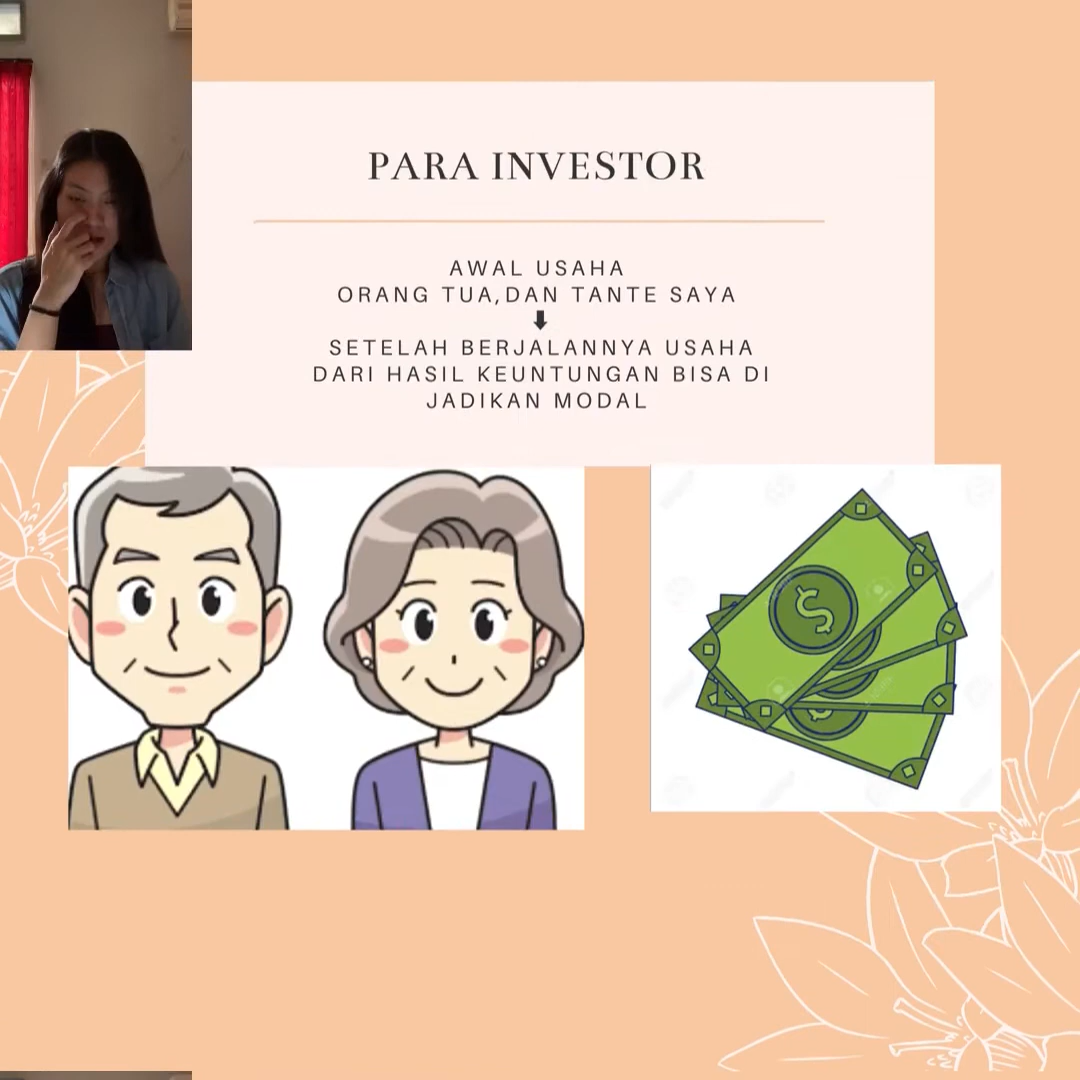 PARA INVESTOR
AWAL USAHA
ORANG TUA,DAN TANTE SAYA
SETELAH BERJALANNYA USAHA
DARI HASIL KEUNTUNGAN BISA DI
JADIKAN MODAL